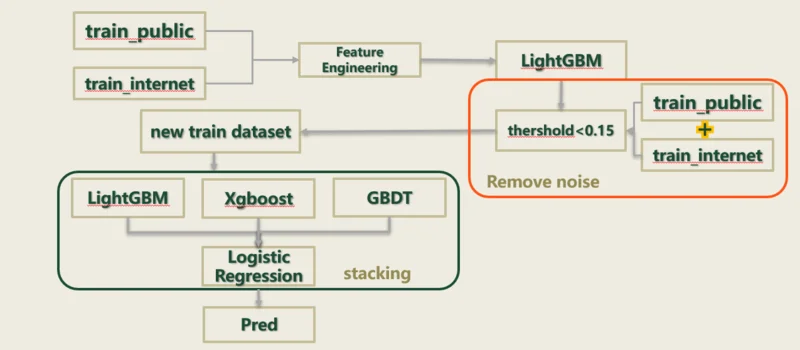 train_public
train_internet
Feature
Engineering
LightGBM
train_public
+
train_internet
thershold<0.15
Remove noise
new train dataset
LightGBM
Xgboost
GBDT
Logistic
Regression
stacking
Pred